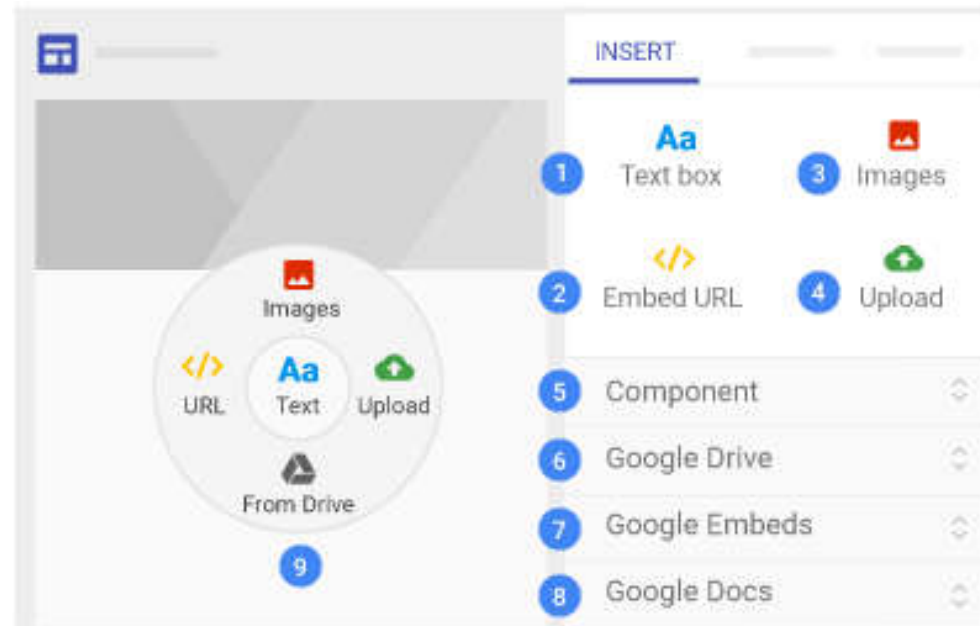 INSERT
Aa
Text box
1
Images
3
</>
Embed URL
2
Upload
4
Images
</>
URL
Aa
Text
Upload
From Drive
9
5 Component
6 Google Drive
7 Google Embeds
8 Google Docs